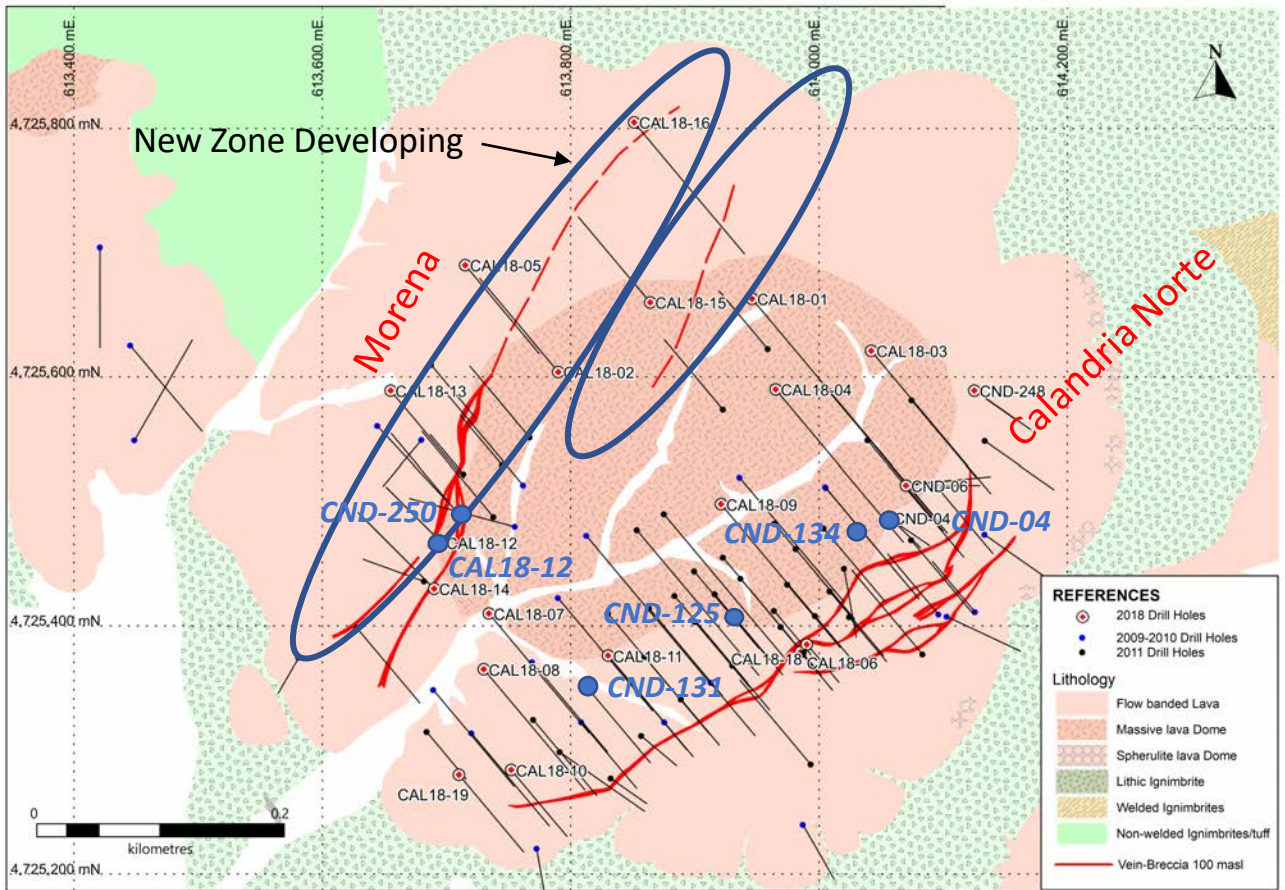 613,400 mE.
613,600 mE.
613,800 mE.
614,000 mE.
614,200 mE.
N
4,725,800 mN.
CAL18-16
New Zone Developing
Calandria Norte
Morena
CAL18-05
CAL18-15
CAL18-01
CAL18-03
4,725,600 mN.
CAL18-02
CAL18-13
CAL18-04
CND-248
CND-06
CAL18-09
CND-250
CND-134
CND-04
CND-04
CAL18-12
CAL18-12
CAL18-14
CAL18-07
CND-125
4,725,400 mN.
CAL18-11
CAL18-18
CAL18-06
CAL18-08
CND-131
CAL18-10
CAL18-19
0
0.2
kilometres
4,725,200 mN.
REFERENCES
2018 Drill Holes
2009-2010 Drill Holes
2011 Drill Holes
Lithology
Flow banded Lava
Massive lava Dome
Spherulite lava Dome
Lithic Ignimbrite
Welded Ignimbrites
Non-welded Ignimbrites/tuff
Vein-Breccia 100 masl